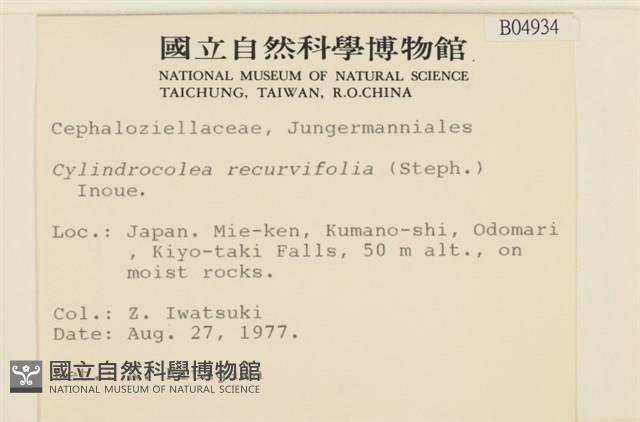 B04934
國立自然科學博物館
NATIONAL MUSEUM OF NATURAL SCIENCE
TAICHUNG, TAIWAN, R.O.CHINA
Cephaloziellaceae, Jungermanniales
Cylindrocolea recurvifolia (Steph.)
Inoue.
Loc.: Japan. Mie-ken, Kumano-shi, Odomari
, Kiyo-taki Falls, 50 m alt., on
moist rocks.
Col.: Z. Iwatsuki
Date: Aug. 27, 1977.
國立自然科學博物館
NATIONAL MUSEUM OF NATURAL SCIENCE